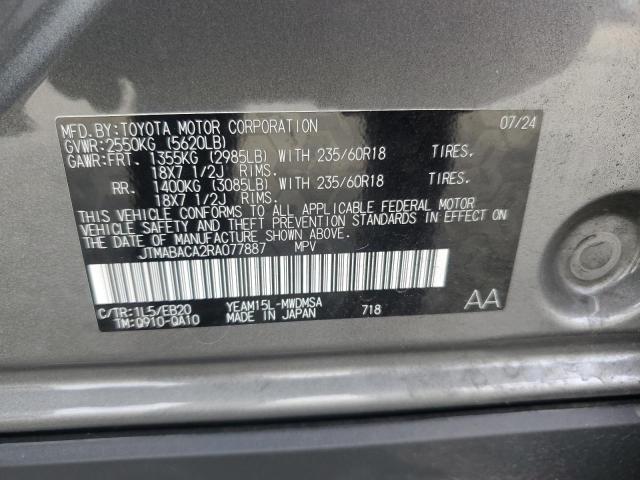 MFD.BY:TOYOTA MOTOR CORPORATION 07/24
GVWR:2550KG (5620LB)
GAWR:FRT. 1355KG (2985LB) WITH 235/60R18 TIRES.
18X7 1/2J RIMS.
RR. 1400KG (3085LB) WITH 235/60R18 TIRES.
18X7 1/2J RIMS.
THIS VEHICLE CONFORMS TO ALL APPLICABLE FEDERAL MOTOR
VEHICLE SAFETY AND THEFT PREVENTION STANDARDS IN EFFECT
ON THE DATE OF MANUFACTURE SHOWN ABOVE.
JTMABACA2RA077887 MPV
C/TR:1L5/EB20 YEAM15L-MWDMSA AA
TM:Q910-QA10 MADE IN JAPAN 718